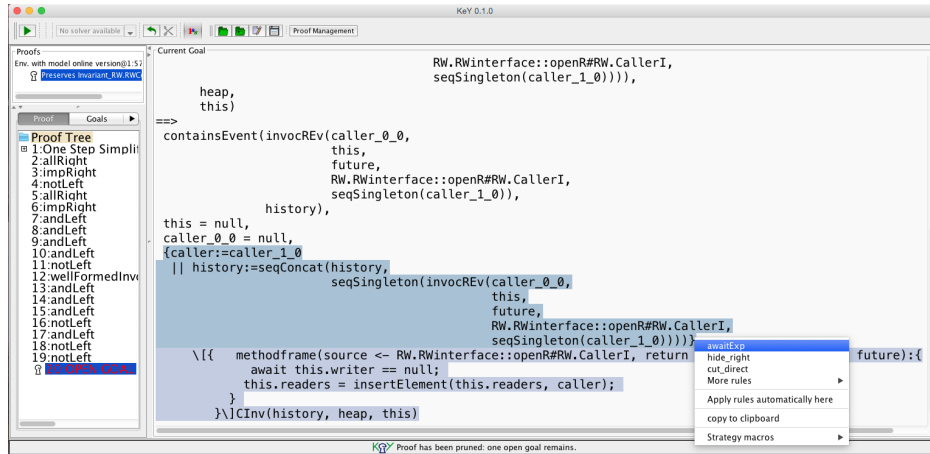 KeY 0.1.0
No solver available
Proof Management
Proofs
Env. with model online version@1:57
Preserves Invariant_RW.RWC
Proof
Goals
Proof Tree
1:One Step Simpli
2:allRight
3:impRight
4:notLeft
5:allRight
6:impRight
7:andLeft
8:andLeft
9:andLeft
10:andLeft
11:notLeft
12:wellFormedInvo
13:andLeft
14:andLeft
15:andLeft
16:notLeft
17:andLeft
18:notLeft
19:notLeft
20:OPEN GOAL
Current Goal
RW.RWinterface::openR#RW.CallerI,
seqSingleton(caller_1_0)))),
heap,
this)
==>
containsEvent(invocREv(caller_0_0,
this,
future,
RW.RWinterface::openR#RW.CallerI,
seqSingleton(caller_1_0)),
history),
this = null,
caller_0_0 = null,
{caller:=caller_1_0
|| history:=seqConcat(history,
seqSingleton(invocREv(caller_0_0,
this,
future,
RW.RWinterface::openR#RW.CallerI,
seqSingleton(caller_1_0))))}
\[{ methodframe(source <- RW.RWinterface::openR#RW.CallerI, return future):{
await this.writer == null;
this.readers = insertElement(this.readers, caller);
}
}\]CInv(history, heap, this)
awaitExp
hide_right
cut_direct
More rules
Apply rules automatically here
copy to clipboard
Strategy macros
KeY Proof has been pruned: one open goal remains.